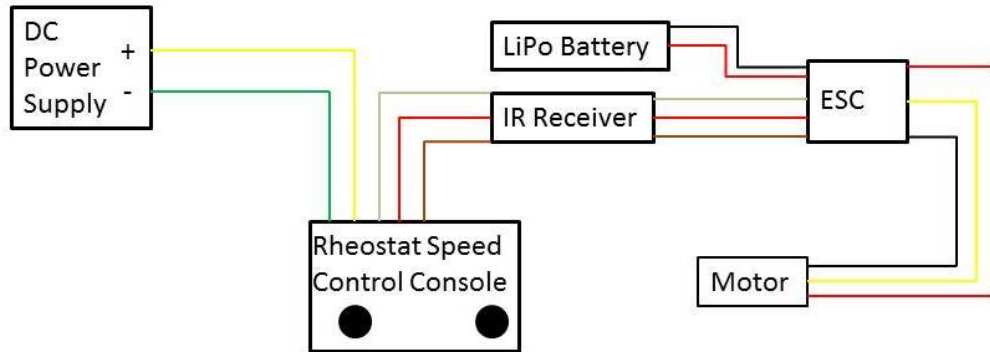 DC
Power
Supply
+
-
LiPo Battery
IR Receiver
ESC
Rheostat Speed
Control Console
Motor